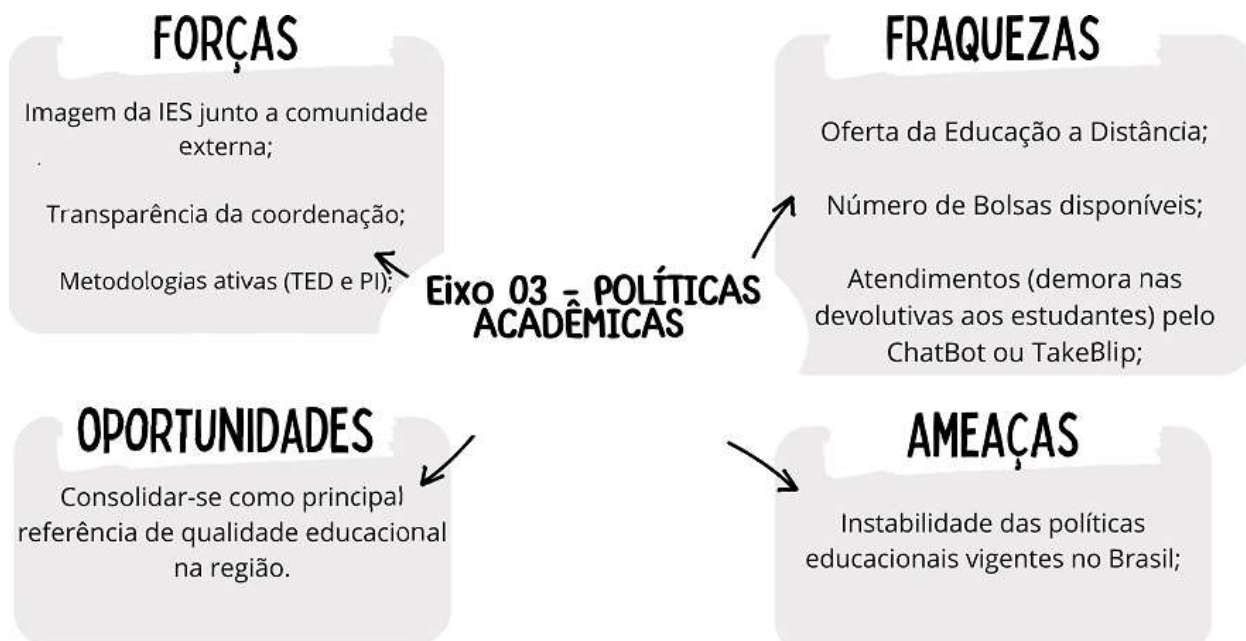 FORÇAS
Imagem da IES junto a comunidade
externa;
Transparência da coordenação;
Metodologias ativas (TED e PI);
FRAQUEZAS
Oferta da Educação a Distância;
Número de Bolsas disponíveis;
Atendimentos (demora nas
devolutivas aos estudantes) pelo
ChatBot ou TakeBlip;
Eixo 03 - POLÍTICAS
ACADÊMICAS
OPORTUNIDADES
Consolidar-se como principal
referência de qualidade educacional
na região.
AMEAÇAS
Instabilidade das políticas
educacionais vigentes no Brasil;